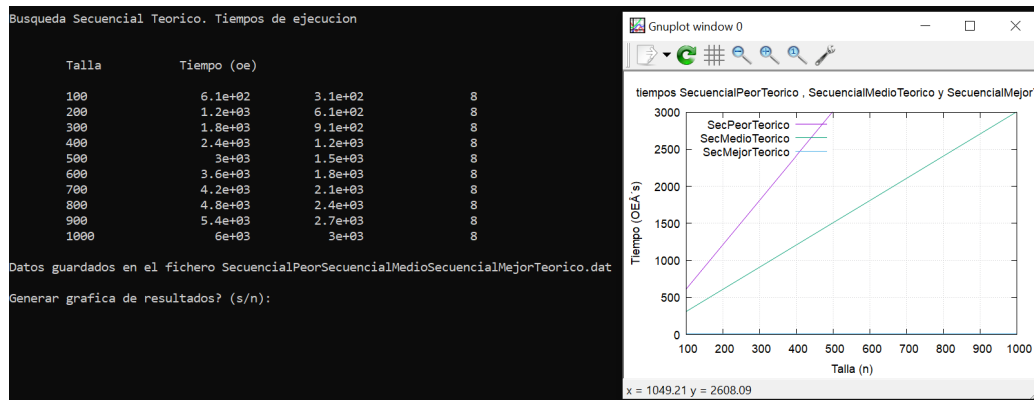 Busqueda Secuencial Teorico. Tiempos de ejecucion
Talla Tiempo (oe)
100 6.1e+02 3.1e+02 8
200 1.2e+03 6.1e+02 8
300 1.8e+03 9.1e+02 8
400 2.4e+03 1.2e+03 8
500 3e+03 1.5e+03 8
600 3.6e+03 1.8e+03 8
700 4.2e+03 2.1e+03 8
800 4.8e+03 2.4e+03 8
900 5.4e+03 2.7e+03 8
1000 6e+03 3e+03 8
Datos guardados en el fichero SecuencialPeorSecuencialMedioSecuencialMejorTeorico.dat
Generar grafica de resultados? (s/n):
Gnuplot window 0
tiempos SecuencialPeorTeorico , SecuencialMedioTeorico y SecuencialMejorT
SecPeorTeorico
SecMedioTeorico
SecMejorTeorico
3000
2500
2000
1500
1000
500
0
Tiempo (OEÂ´s)
100 200 300 400 500 600 700 800 900 1000
Talla (n)
x = 1049.21 y = 2608.09